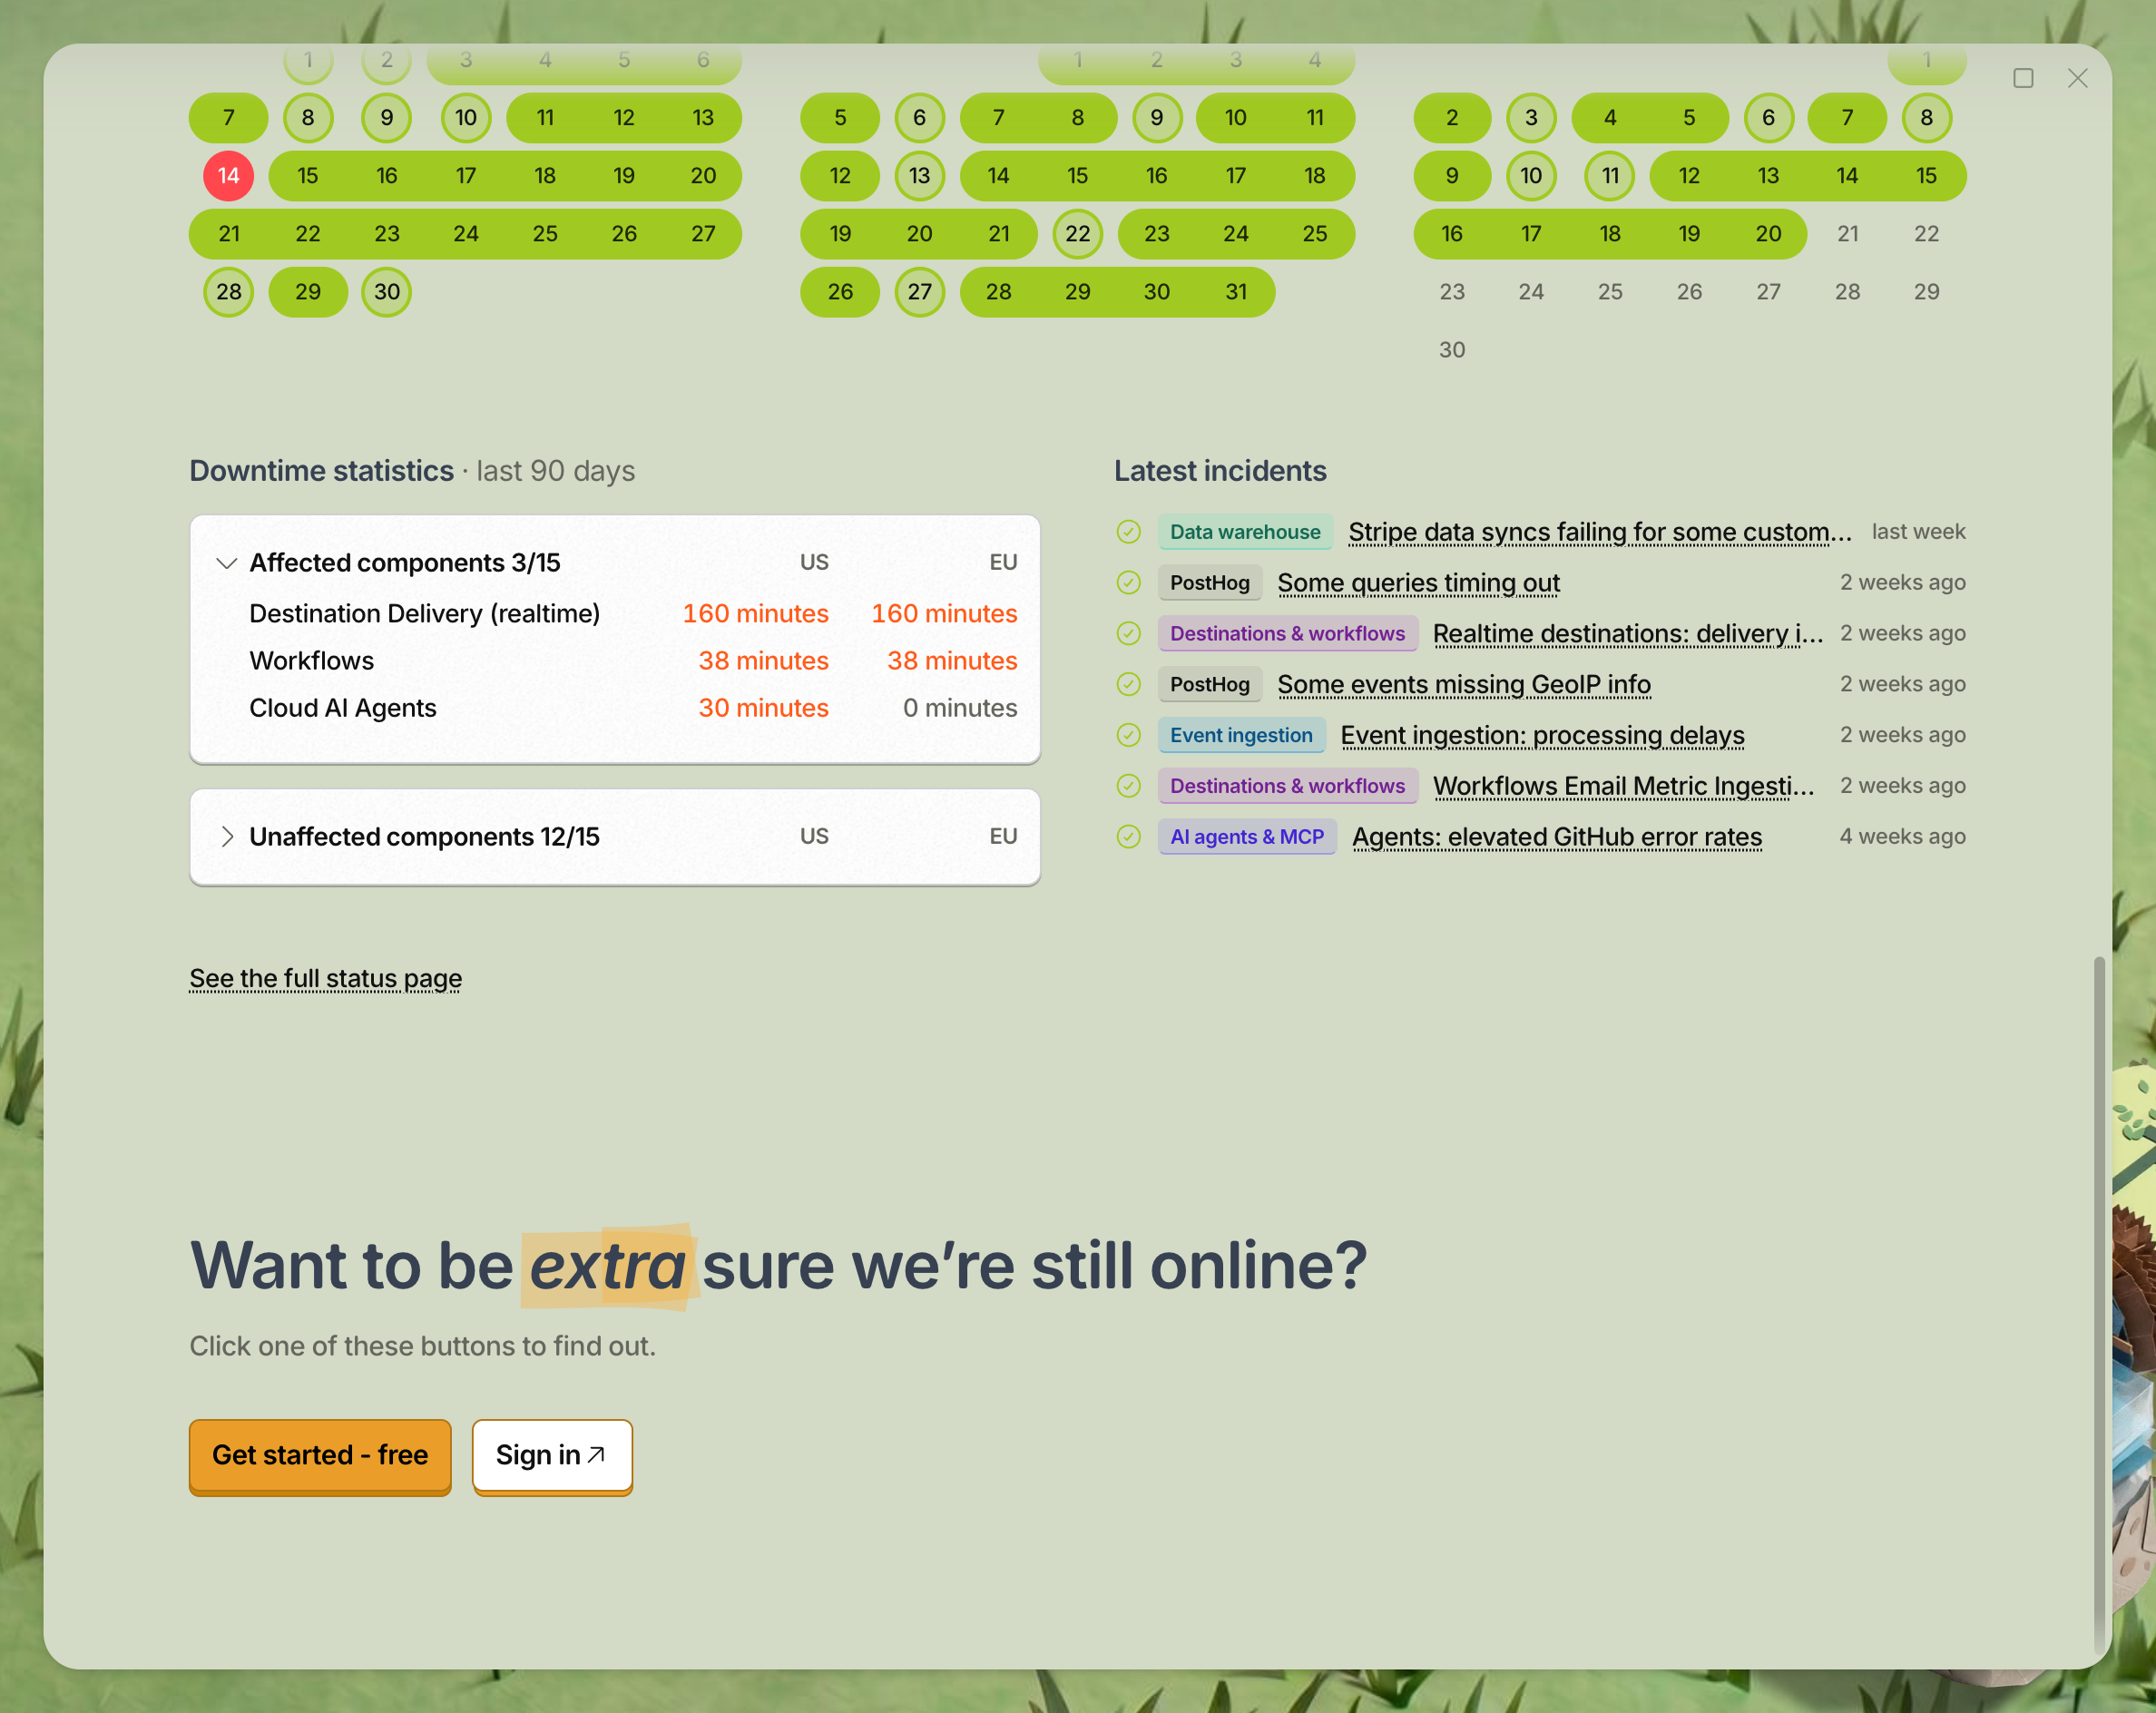 1 2 3 4 5 6
7 8 9 10 11 12 13
14 15 16 17 18 19 20
21 22 23 24 25 26 27
28 29 30
1 2 3 4
5 6 7 8 9 10 11
12 13 14 15 16 17 18
19 20 21 22 23 24 25
26 27 28 29 30 31
1
2 3 4 5 6 7 8
9 10 11 12 13 14 15
16 17 18 19 20 21 22
23 24 25 26 27 28 29
30
Downtime statistics · last 90 days
Affected components 3/15 US EU
Destination Delivery (realtime) 160 minutes 160 minutes
Workflows 38 minutes 38 minutes
Cloud AI Agents 30 minutes 0 minutes
Unaffected components 12/15 US EU
Latest incidents
Data warehouse Stripe data syncs failing for some custom... last week
PostHog Some queries timing out 2 weeks ago
Destinations & workflows Realtime destinations: delivery i... 2 weeks ago
PostHog Some events missing GeoIP info 2 weeks ago
Event ingestion Event ingestion: processing delays 2 weeks ago
Destinations & workflows Workflows Email Metric Ingesti... 2 weeks ago
AI agents & MCP Agents: elevated GitHub error rates 4 weeks ago
See the full status page
Want to be extra sure we’re still online?
Click one of these buttons to find out.
Get started - free
Sign in